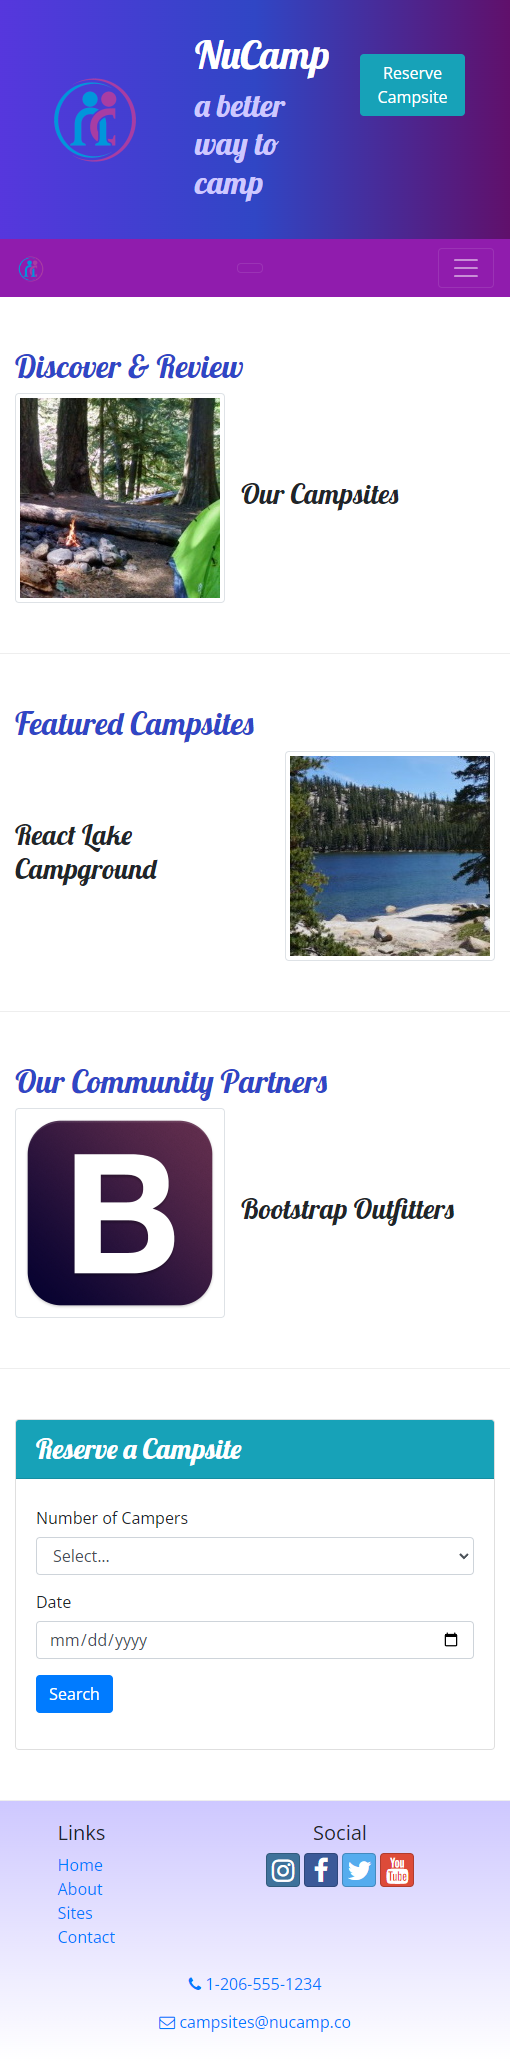 NuCamp
a better
way to
camp
Reserve
Campsite
Discover & Review
Our Campsites
Featured Campsites
React Lake
Campground
Our Community Partners
B
Bootstrap Outfitters
Reserve a Campsite
Number of Campers
Select...
Date
mm/dd/yyyy
Search
Links
Social
Home
About
Sites
Contact
You
Tube
1-206-555-1234
campsites@nucamp.co